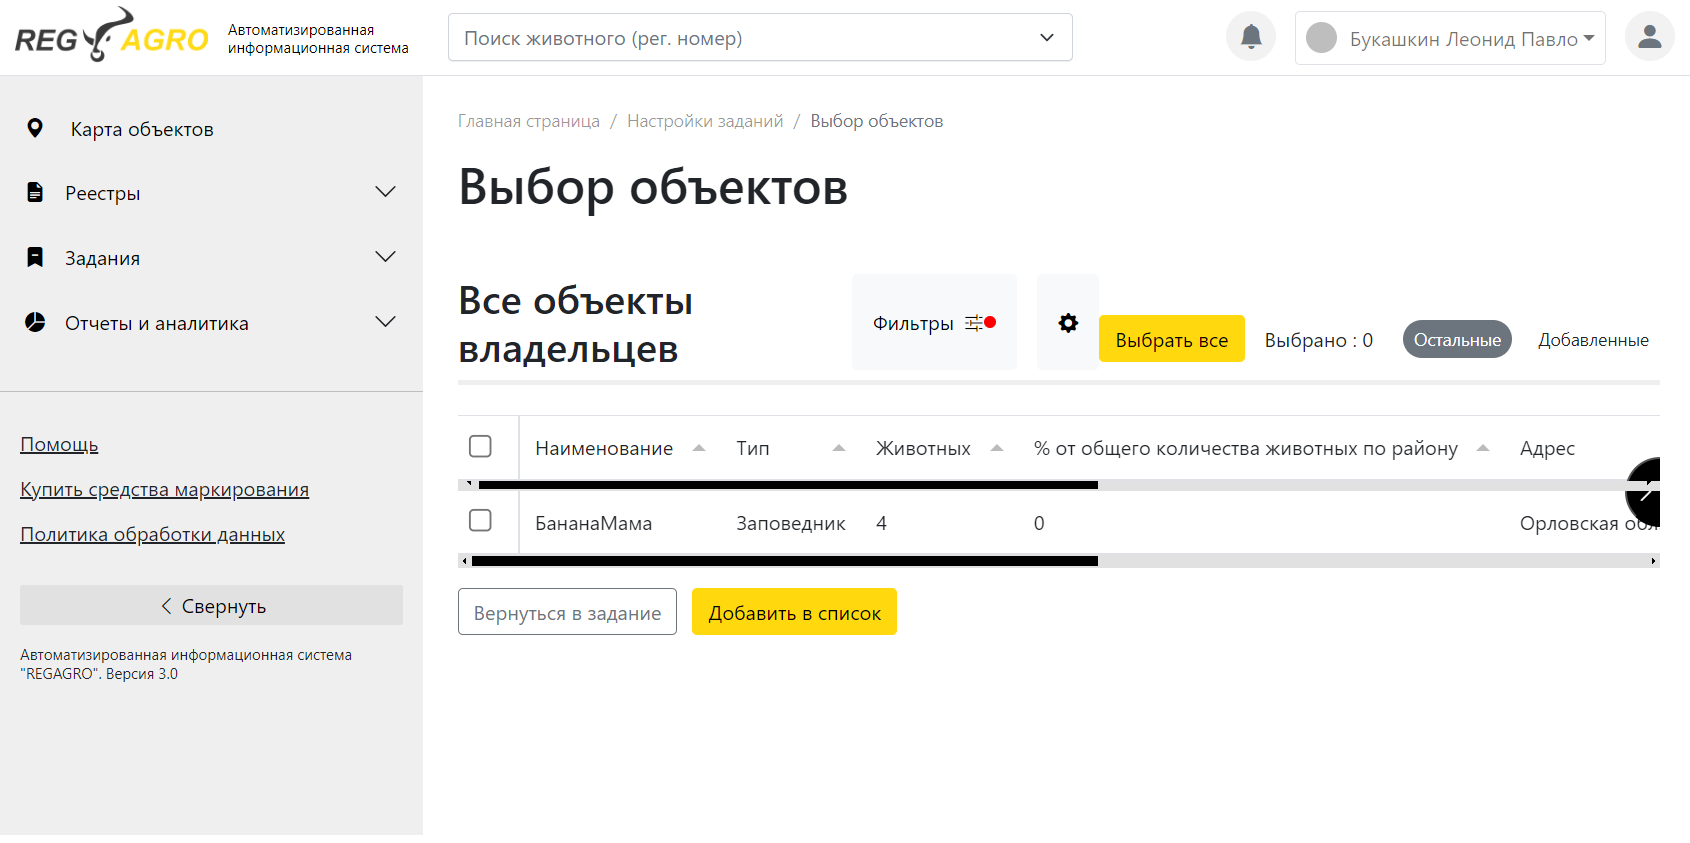 REG AGRO
Автоматизированная
информационная система
Поиск животного (рег. номер)
Букашкин Леонид Павло
Карта объектов
Реестры
Задания
Отчеты и аналитика
Помощь
Купить средства маркирования
Политика обработки данных
Свернуть
Автоматизированная информационная система
"REGAGRO". Версия 3.0
Главная страница / Настройки заданий / Выбор объектов
Выбор объектов
Все объекты
владельцев
Фильтры
Выбрать все
Выбрано : 0
Остальные
Добавленные
Наименование Тип Животных % от общего количества животных по району Адрес
БананаМама Заповедник 4 0 Орловская обл
Вернуться в задание
Добавить в список